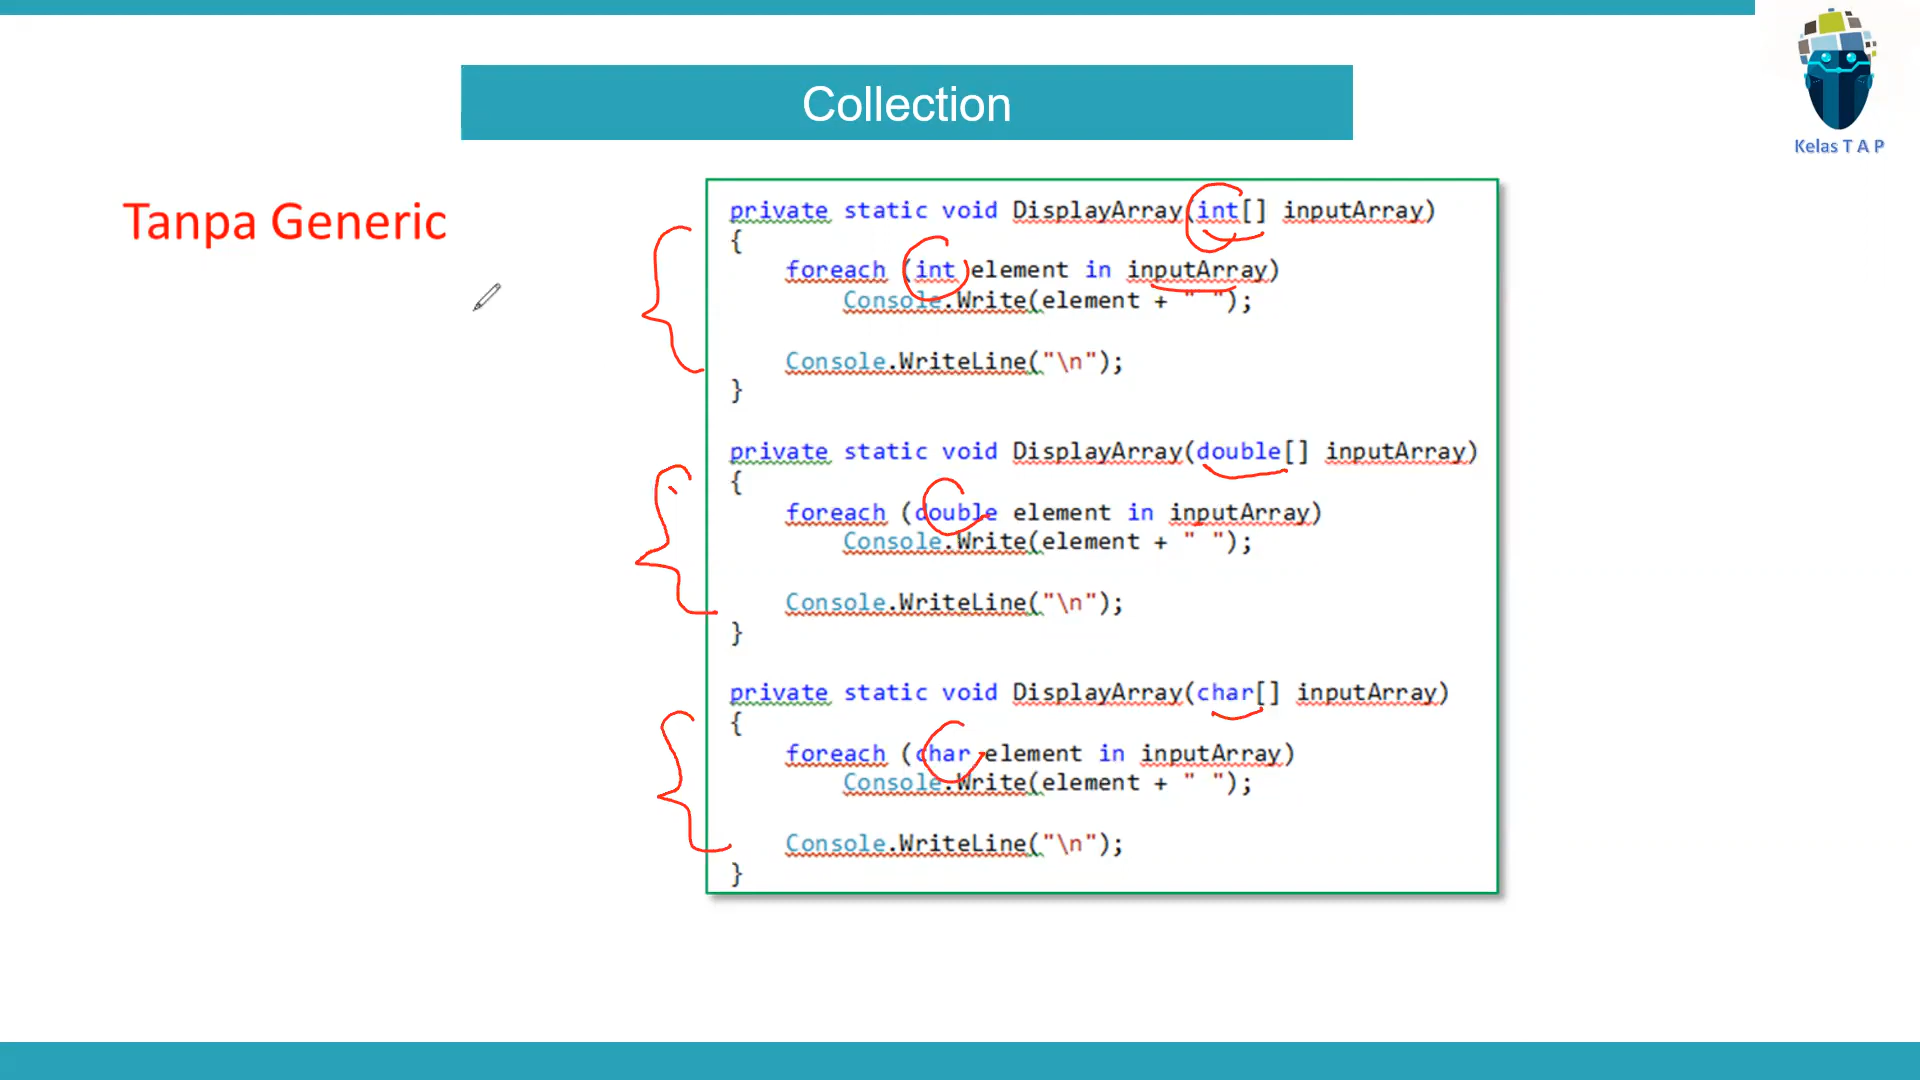 Collection
Kelas T A P
Tanpa Generic
private static void DisplayArray(int[] inputArray)
{
foreach (int element in inputArray)
Console.Write(element + " ");
Console.WriteLine("\n");
}
private static void DisplayArray(double[] inputArray)
{
foreach (double element in inputArray)
Console.Write(element + " ");
Console.WriteLine("\n");
}
private static void DisplayArray(char[] inputArray)
{
foreach (char element in inputArray)
Console.Write(element + " ");
Console.WriteLine("\n");
}